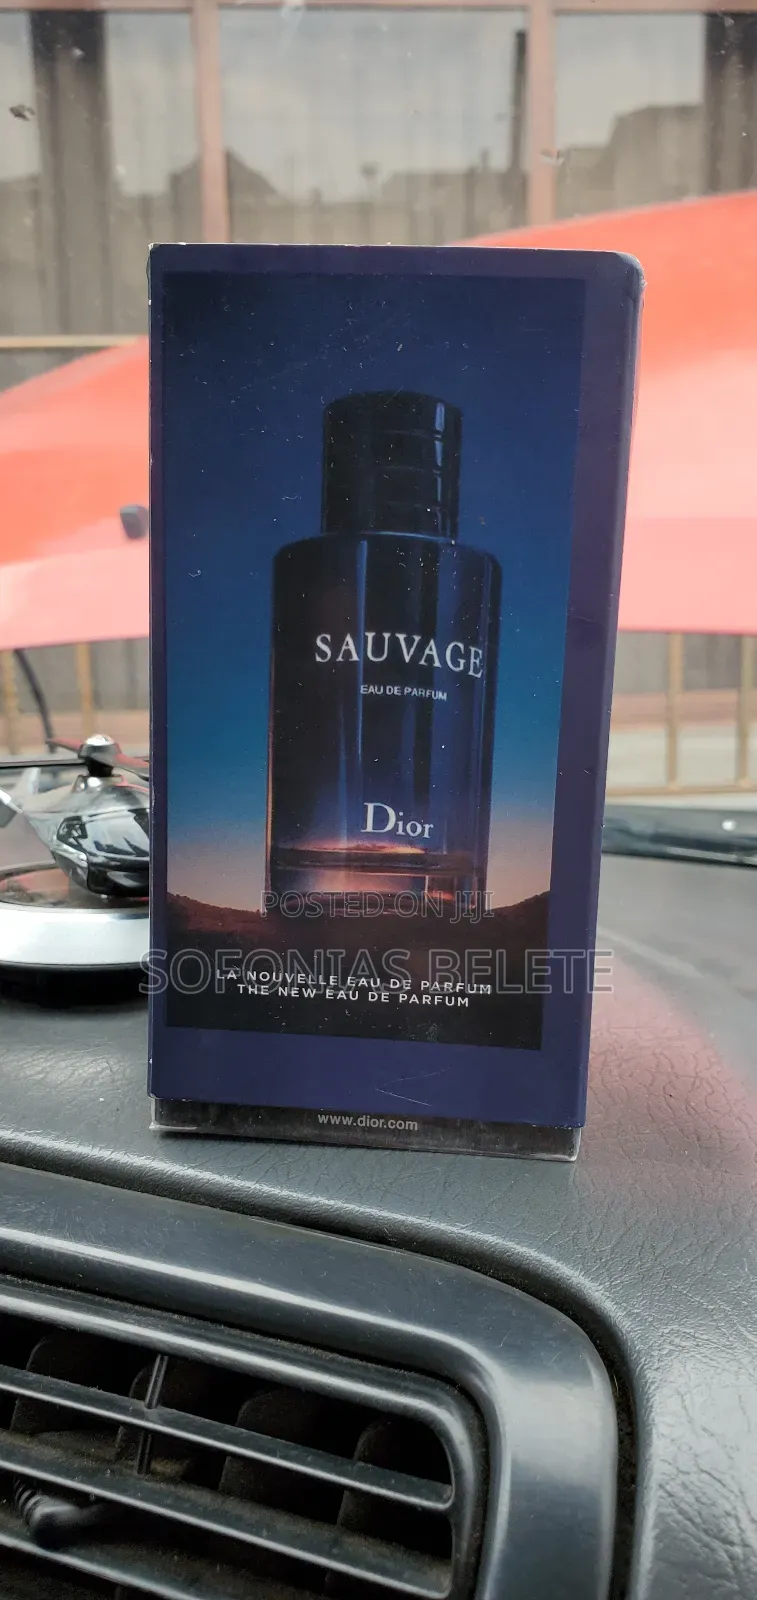 SAUVAGE
EAU DE PARFUM
Dior
POSTED ON JIJI
SOFONIAS BELETE
LA NOUVELLE EAU DE PARFUM
THE NEW EAU DE PARFUM
www.dior.com